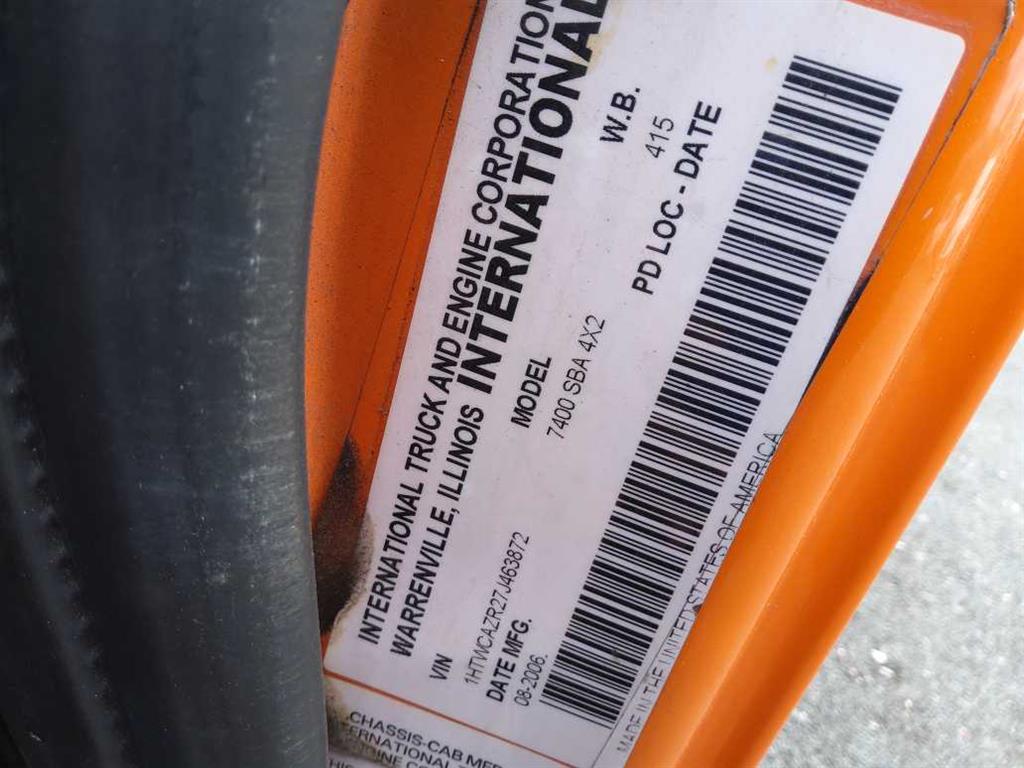 INTERNATIONAL TRUCK AND ENGINE CORPORATION
WARRENVILLE, ILLINOIS INTERNATIONAL
VIN
1HTWCAZR27J463872
MODEL
7400 SBA 4X2
W.B.
415
DATE MFG.
08-2006.
PD LOC - DATE
MADE IN THE UNITED STATES OF AMERICA
CHASSIS-CAB